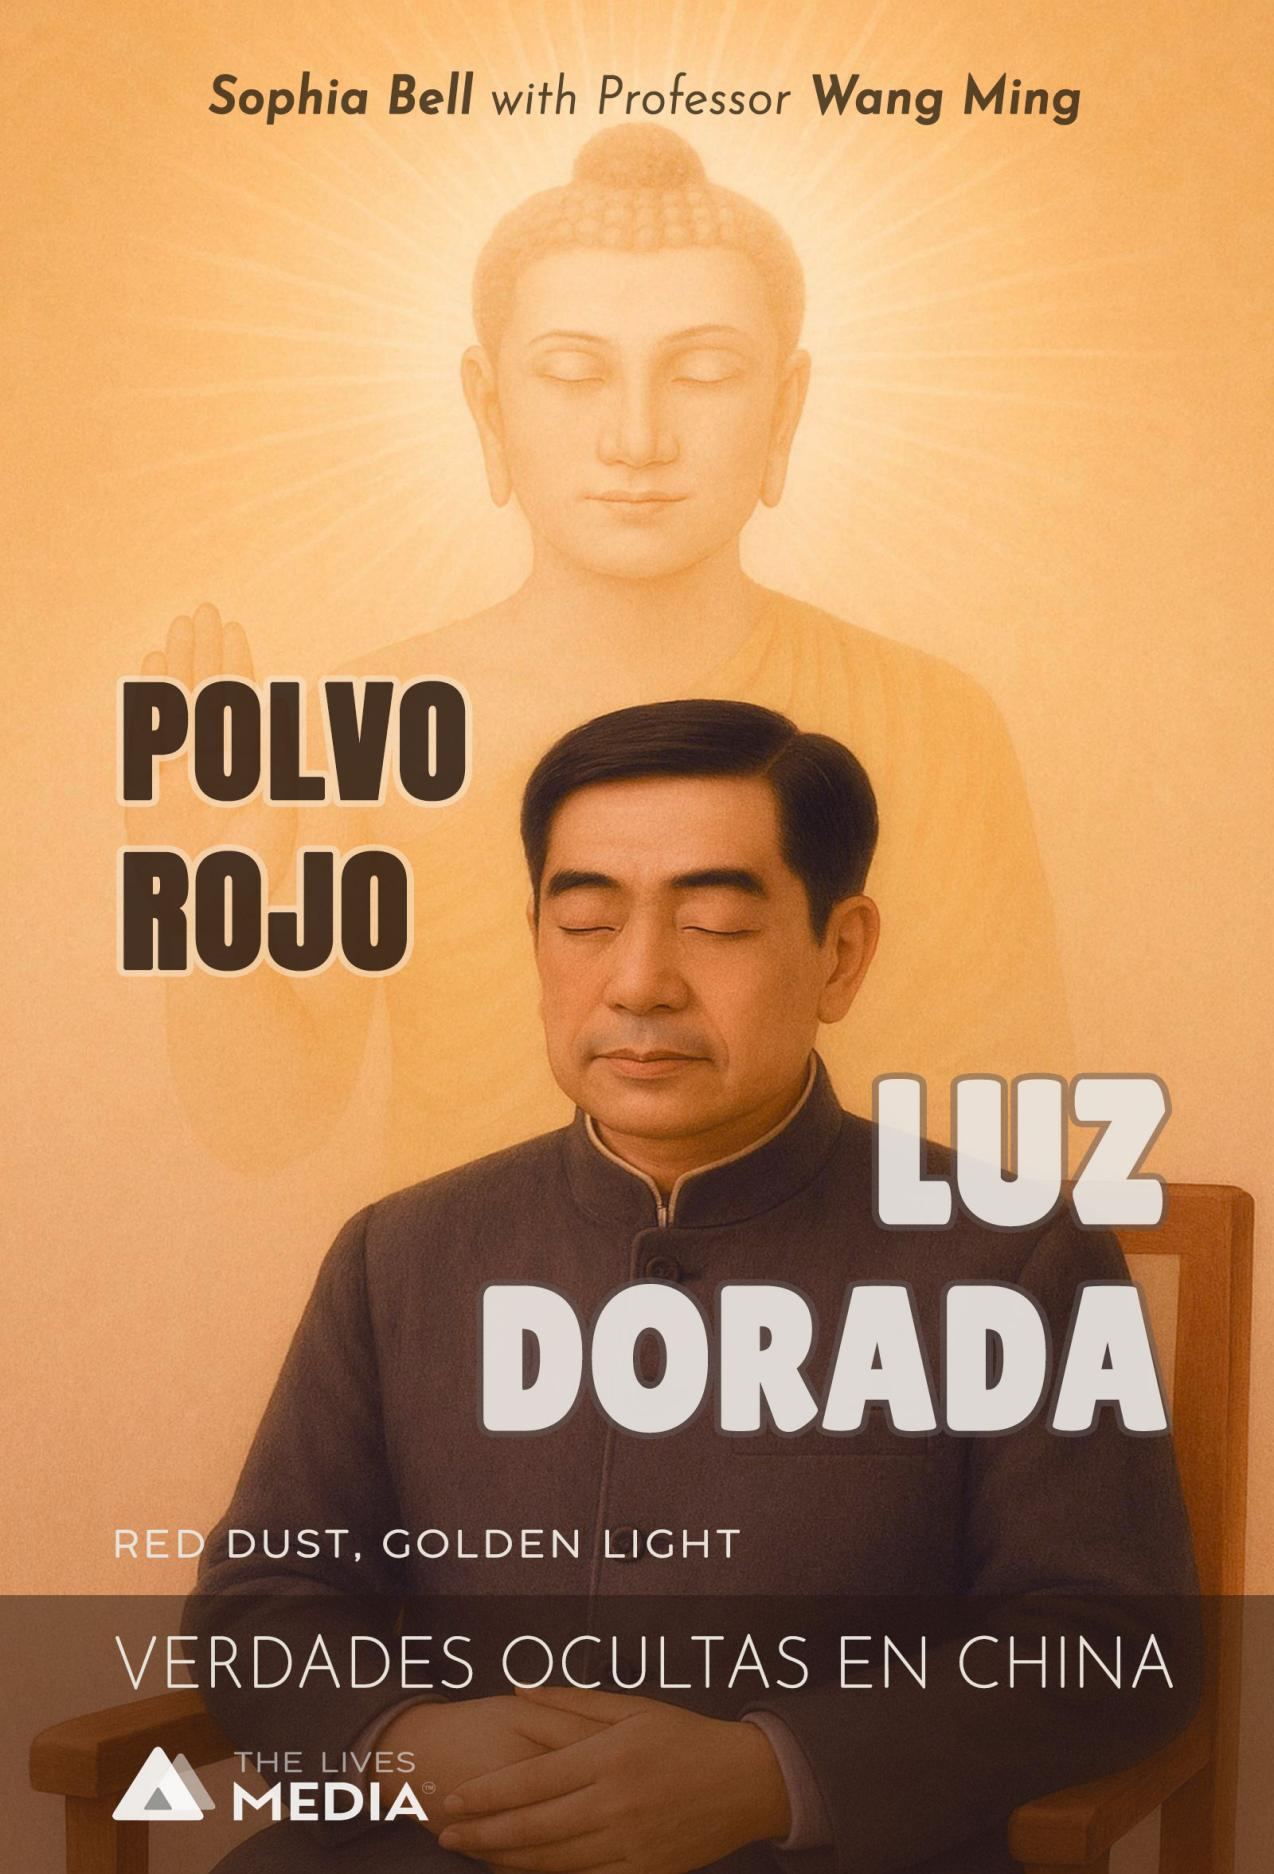 Sophia Bell with Professor Wang Ming
POLVO
ROJO
LUZ
DORADA
RED DUST, GOLDEN LIGHT
VERDADES OCULTAS EN CHINA
THE LIVES
MEDIA™